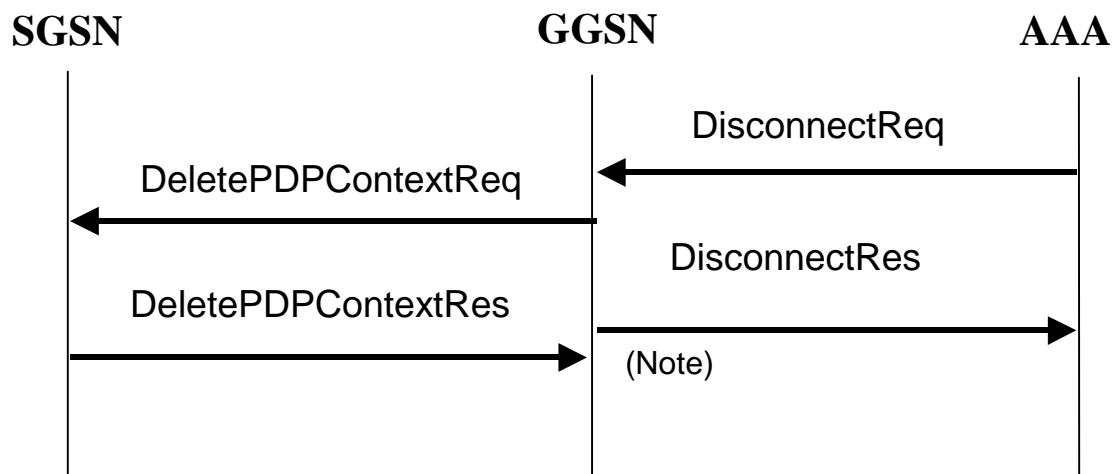 SGSN GGSN AAA
DisconnectReq
DeletePDPContextReq
DisconnectRes
DeletePDPContextRes
(Note)